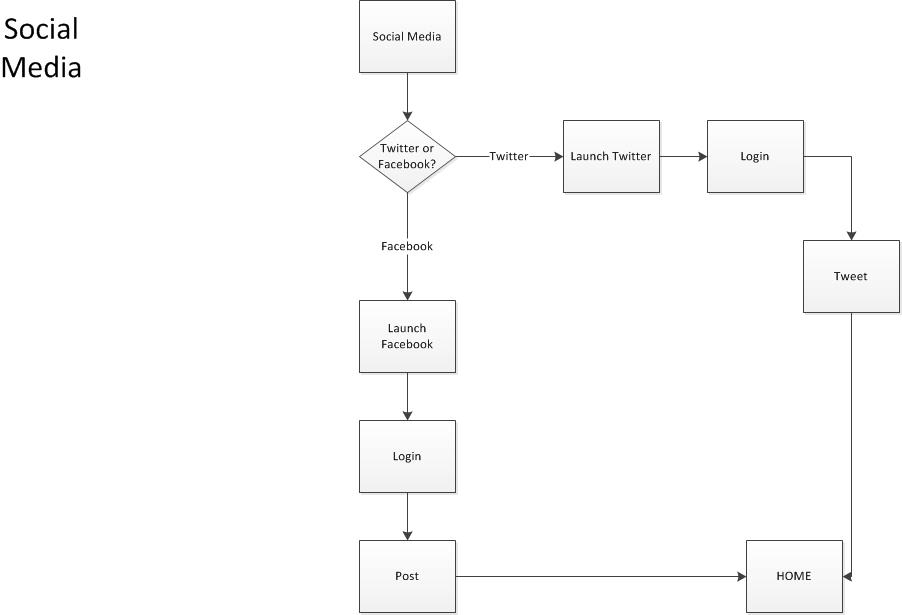 Social
Media
Social Media
Twitter or
Facebook?
Twitter
Launch Twitter
Login
Facebook
Tweet
Launch
Facebook
Login
Post
HOME